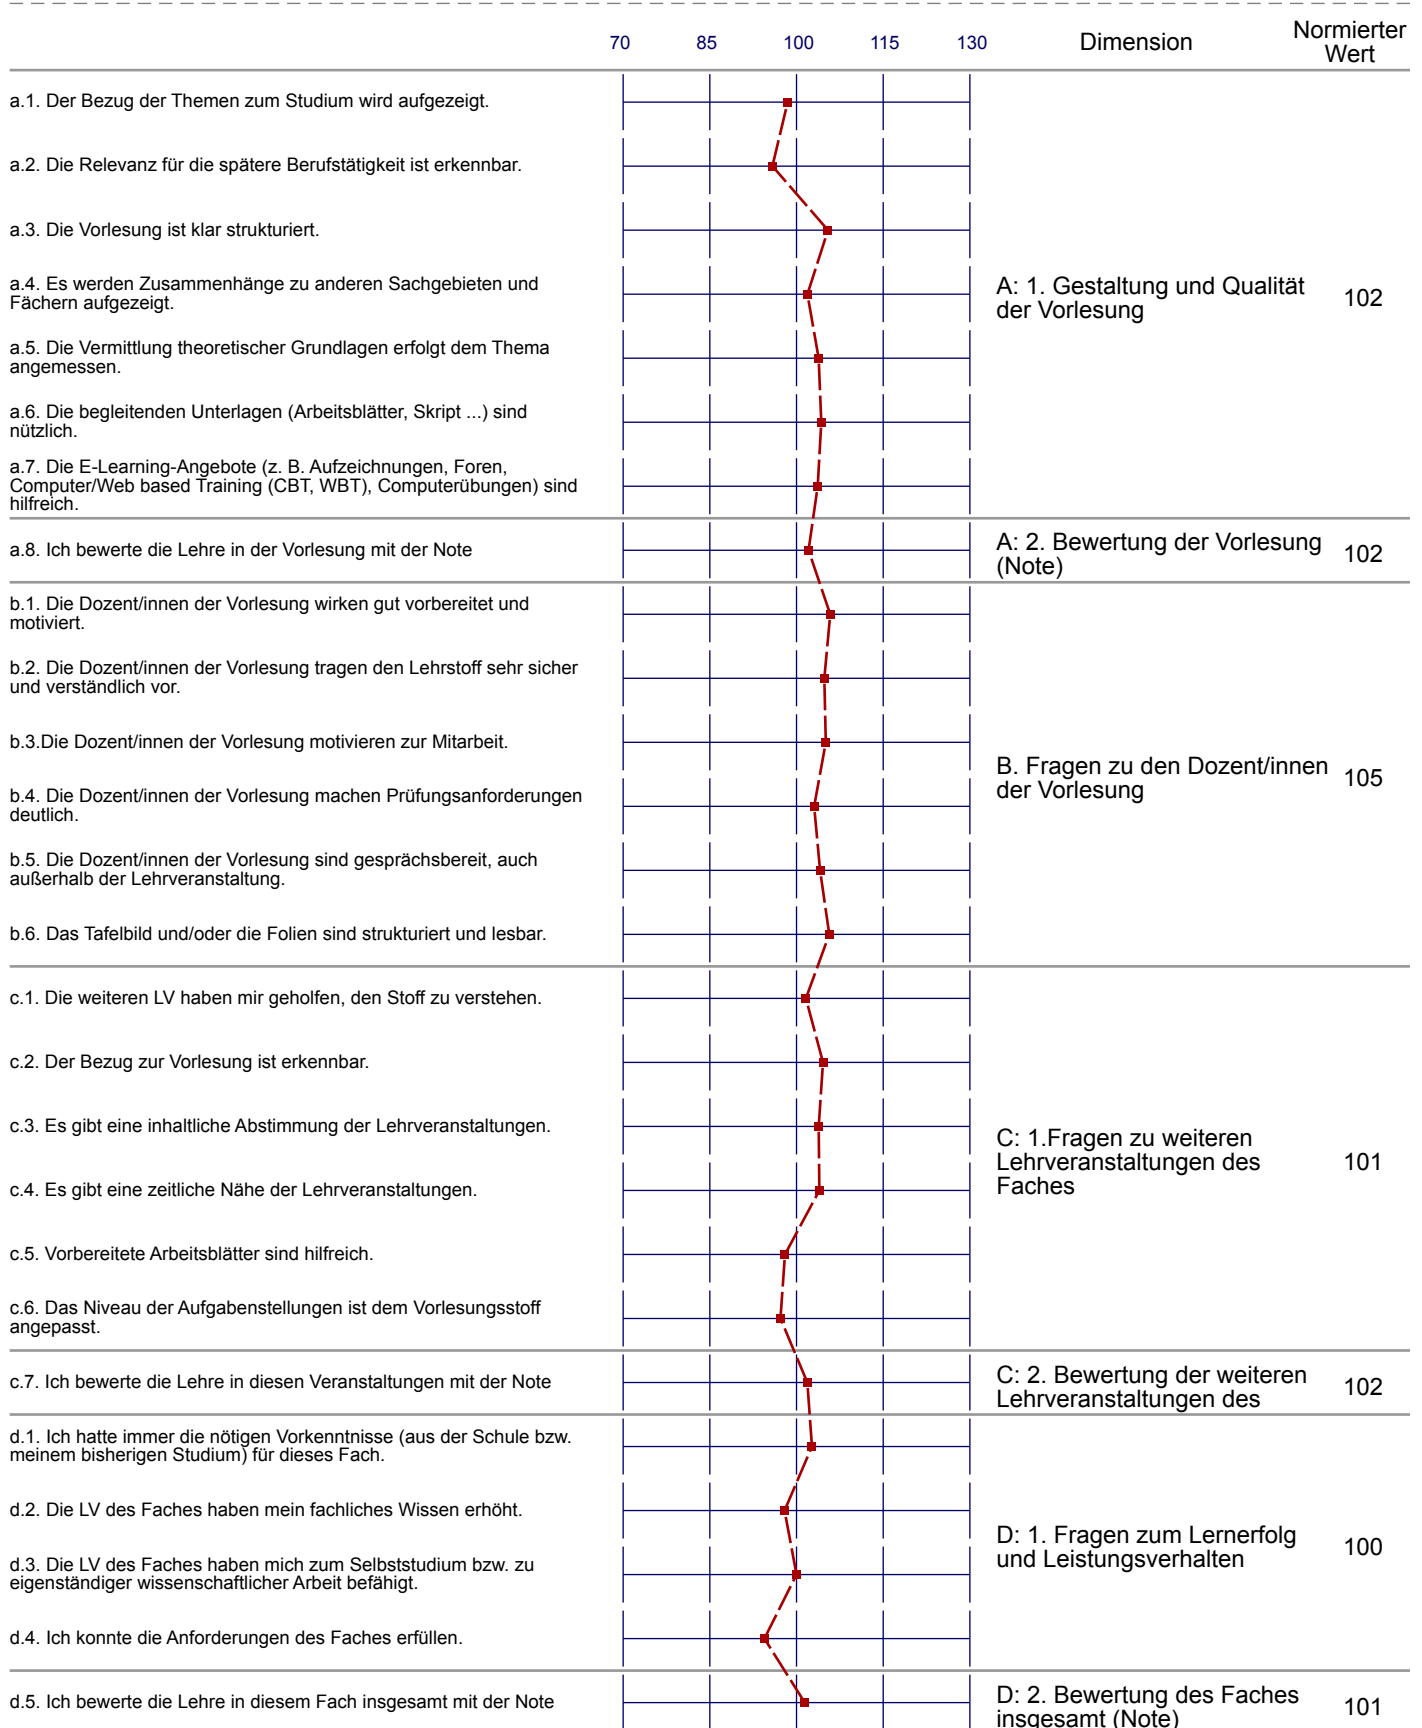 70 85 100 115 130 Dimension Normierter
Wert
a.1. Der Bezug der Themen zum Studium wird aufgezeigt.
a.2. Die Relevanz für die spätere Berufstätigkeit ist erkennbar.
a.3. Die Vorlesung ist klar strukturiert.
a.4. Es werden Zusammenhänge zu anderen Sachgebieten und
Fächern aufgezeigt.
A: 1. Gestaltung und Qualität
der Vorlesung
102
a.5. Die Vermittlung theoretischer Grundlagen erfolgt dem Thema
angemessen.
a.6. Die begleitenden Unterlagen (Arbeitsblätter, Skript ...) sind
nützlich.
a.7. Die E-Learning-Angebote (z. B. Aufzeichnungen, Foren,
Computer/Web based Training (CBT, WBT), Computerübungen) sind
hilfreich.
a.8. Ich bewerte die Lehre in der Vorlesung mit der Note
A: 2. Bewertung der Vorlesung
(Note)
102
b.1. Die Dozent/innen der Vorlesung wirken gut vorbereitet und
motiviert.
b.2. Die Dozent/innen der Vorlesung tragen den Lehrstoff sehr sicher
und verständlich vor.
b.3.Die Dozent/innen der Vorlesung motivieren zur Mitarbeit.
B. Fragen zu den Dozent/innen
der Vorlesung
105
b.4. Die Dozent/innen der Vorlesung machen Prüfungsanforderungen
deutlich.
b.5. Die Dozent/innen der Vorlesung sind gesprächsbereit, auch
außerhalb der Lehrveranstaltung.
b.6. Das Tafelbild und/oder die Folien sind strukturiert und lesbar.
c.1. Die weiteren LV haben mir geholfen, den Stoff zu verstehen.
c.2. Der Bezug zur Vorlesung ist erkennbar.
c.3. Es gibt eine inhaltliche Abstimmung der Lehrveranstaltungen.
C: 1.Fragen zu weiteren
Lehrveranstaltungen des
Faches
101
c.4. Es gibt eine zeitliche Nähe der Lehrveranstaltungen.
c.5. Vorbereitete Arbeitsblätter sind hilfreich.
c.6. Das Niveau der Aufgabenstellungen ist dem Vorlesungsstoff
angepasst.
c.7. Ich bewerte die Lehre in diesen Veranstaltungen mit der Note
C: 2. Bewertung der weiteren
Lehrveranstaltungen des
102
d.1. Ich hatte immer die nötigen Vorkenntnisse (aus der Schule bzw.
meinem bisherigen Studium) für dieses Fach.
d.2. Die LV des Faches haben mein fachliches Wissen erhöht.
D: 1. Fragen zum Lernerfolg
und Leistungsverhalten
100
d.3. Die LV des Faches haben mich zum Selbststudium bzw. zu
eigenständiger wissenschaftlicher Arbeit befähigt.
d.4. Ich konnte die Anforderungen des Faches erfüllen.
d.5. Ich bewerte die Lehre in diesem Fach insgesamt mit der Note
D: 2. Bewertung des Faches
insgesamt (Note)
101